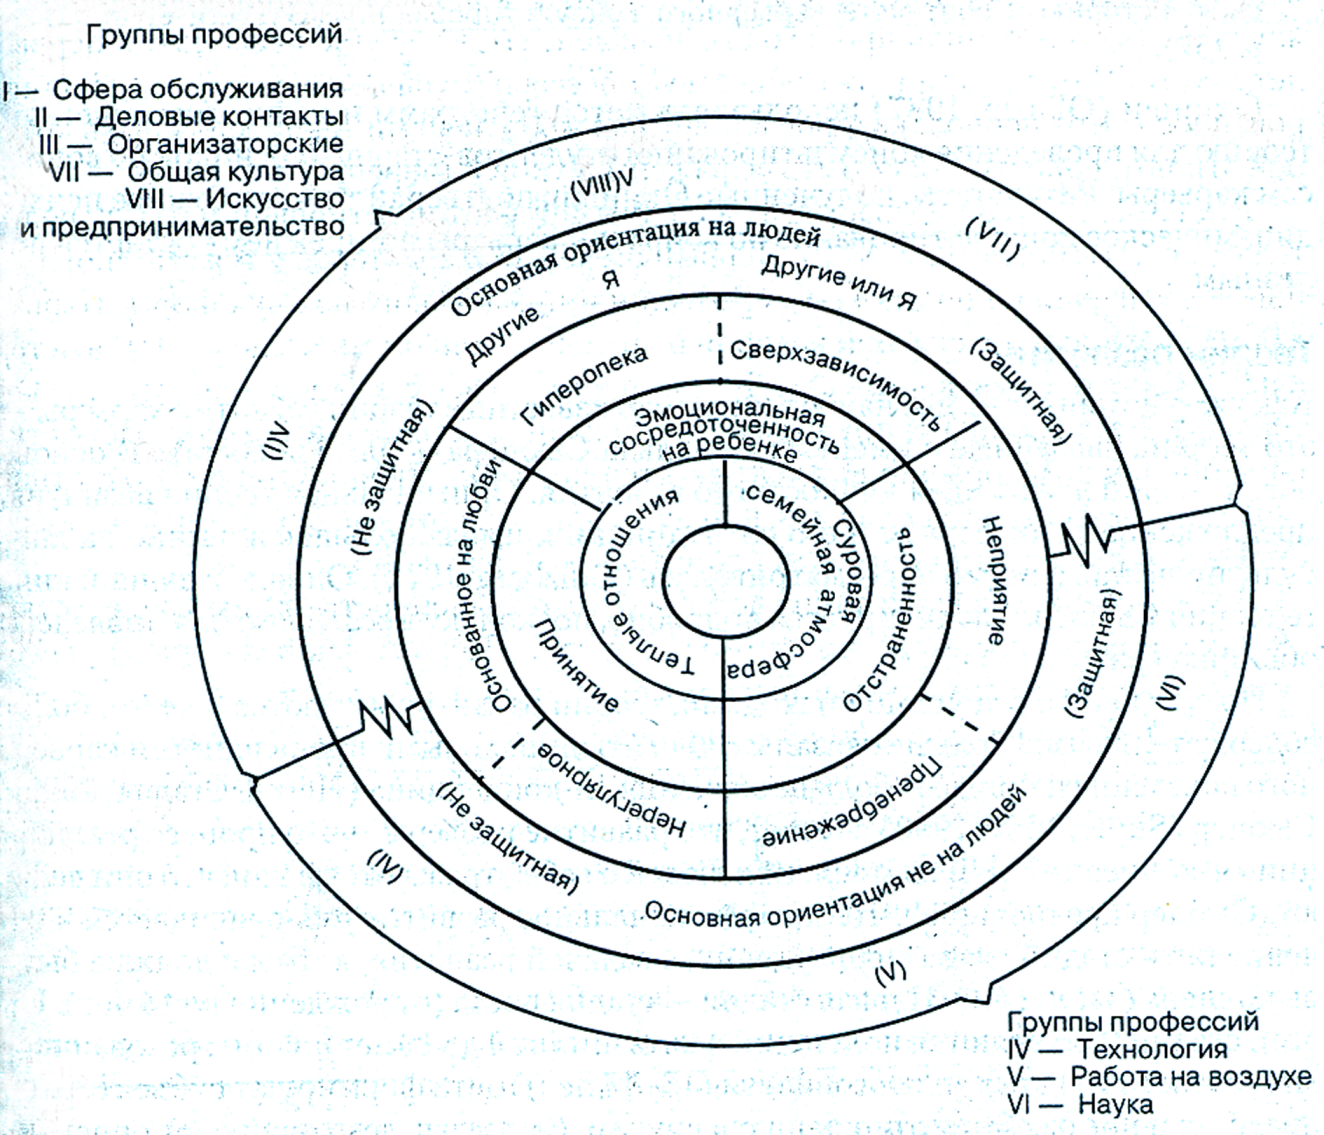 Группы профессий
I — Сфера обслуживания
II — Деловые контакты
III — Организаторские
VII — Общая культура
VIII — Искусство
и предпринимательство
(VIII)V
(VII)
(I)V
Основная ориентация на людей
Другие
Я
Другие или Я
(Не защитная)
(Защитная)
Гиперопека
Сверхзависимость
Эмоциональная
сосредоточенность
на ребенке
Основанное на любви
Принятие
Теплые отношения
Суровая
семейная атмосфера
Отстраненность
Неприятие
(Защитная)
(VI)
Нерегулярное
Пренебрежение
(Не защитная)
(IV)
Основная ориентация не на людей
(V)
Группы профессий
IV — Технология
V — Работа на воздухе
VI — Наука